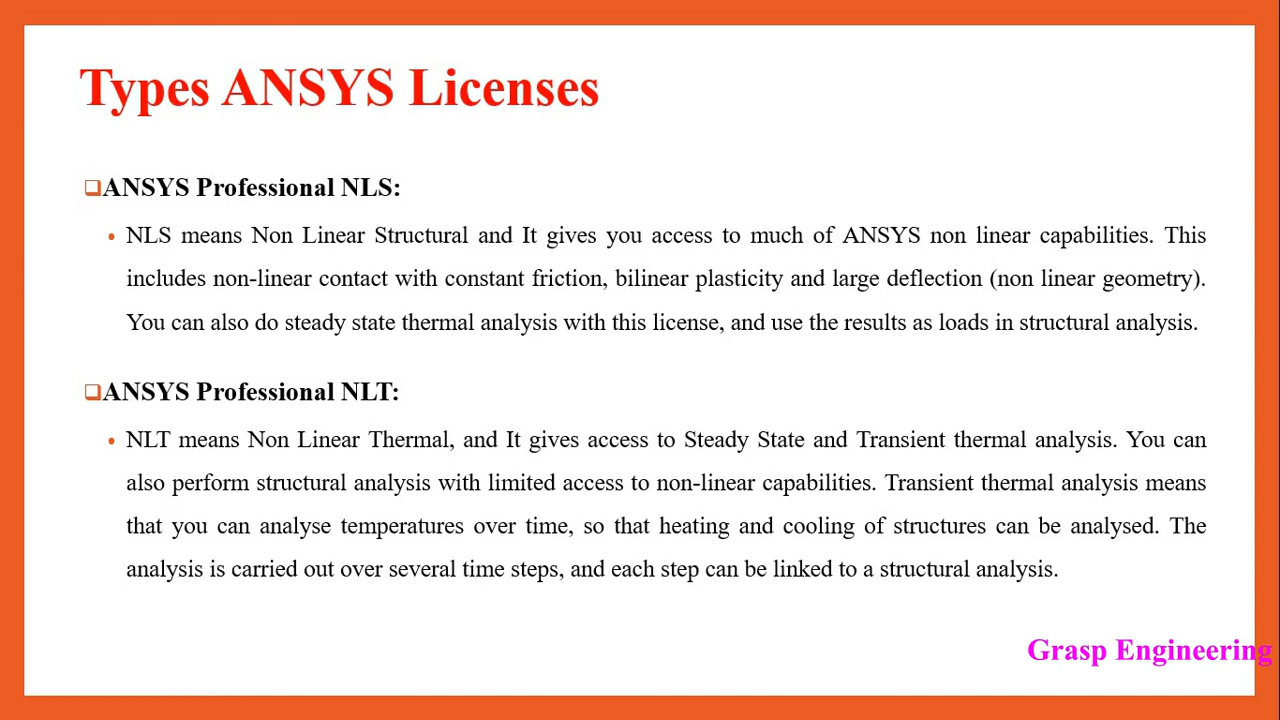 Types ANSYS Licenses
ANSYS Professional NLS:
NLS means Non Linear Structural and It gives you access to much of ANSYS non linear capabilities. This
includes non-linear contact with constant friction, bilinear plasticity and large deflection (non linear geometry).
You can also do steady state thermal analysis with this license, and use the results as loads in structural analysis.
ANSYS Professional NLT:
NLT means Non Linear Thermal, and It gives access to Steady State and Transient thermal analysis. You can
also perform structural analysis with limited access to non-linear capabilities. Transient thermal analysis means
that you can analyse temperatures over time, so that heating and cooling of structures can be analysed. The
analysis is carried out over several time steps, and each step can be linked to a structural analysis.
Grasp Engineering